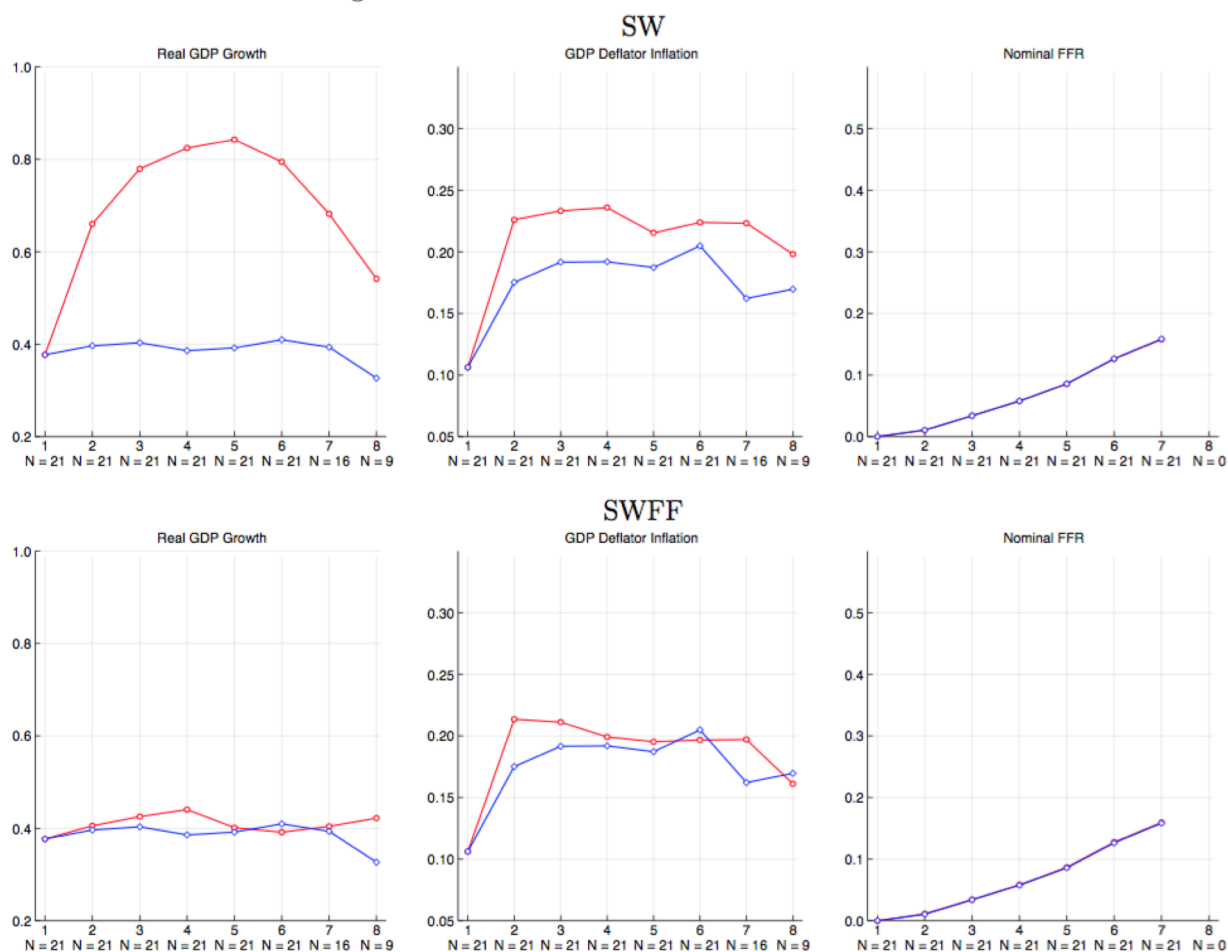 SW
Real GDP Growth
GDP Deflator Inflation
Nominal FFR
1.0
0.8
0.6
0.4
0.2
1 2 3 4 5 6 7 8
N = 21 N = 21 N = 21 N = 21 N = 21 N = 21 N = 16 N = 9
0.30
0.25
0.20
0.15
0.10
0.05
1 2 3 4 5 6 7 8
N = 21 N = 21 N = 21 N = 21 N = 21 N = 21 N = 16 N = 9
0.5
0.4
0.3
0.2
0.1
0.0
1 2 3 4 5 6 7 8
N = 21 N = 21 N = 21 N = 21 N = 21 N = 21 N = 21 N = 0
SWFF
Real GDP Growth
GDP Deflator Inflation
Nominal FFR
1.0
0.8
0.6
0.4
0.2
1 2 3 4 5 6 7 8
N = 21 N = 21 N = 21 N = 21 N = 21 N = 21 N = 16 N = 9
0.30
0.25
0.20
0.15
0.10
0.05
1 2 3 4 5 6 7 8
N = 21 N = 21 N = 21 N = 21 N = 21 N = 21 N = 16 N = 9
0.5
0.4
0.3
0.2
0.1
0.0
1 2 3 4 5 6 7 8
N = 21 N = 21 N = 21 N = 21 N = 21 N = 21 N = 21 N = 0